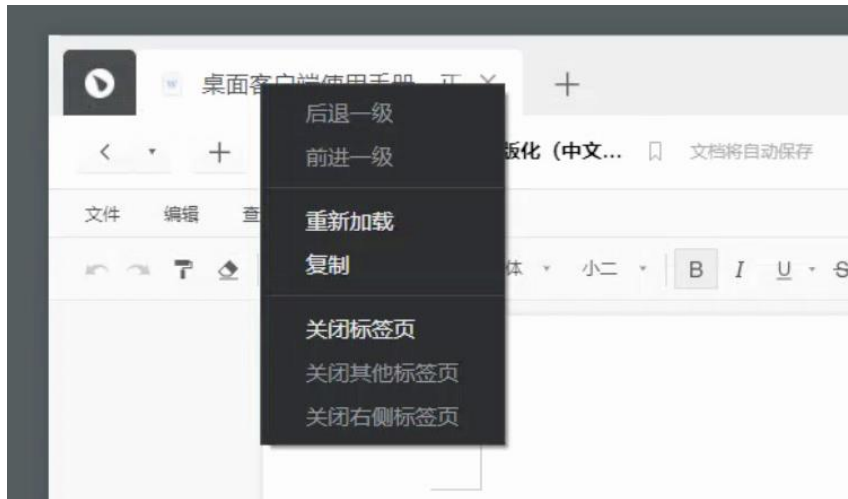 桌面客户端使用手册
后退一级
前进一级
版化（中文...
文档将自动保存
文件 编辑 查
重新加载
复制
体 小二 B I U S
关闭标签页
关闭其他标签页
关闭右侧标签页